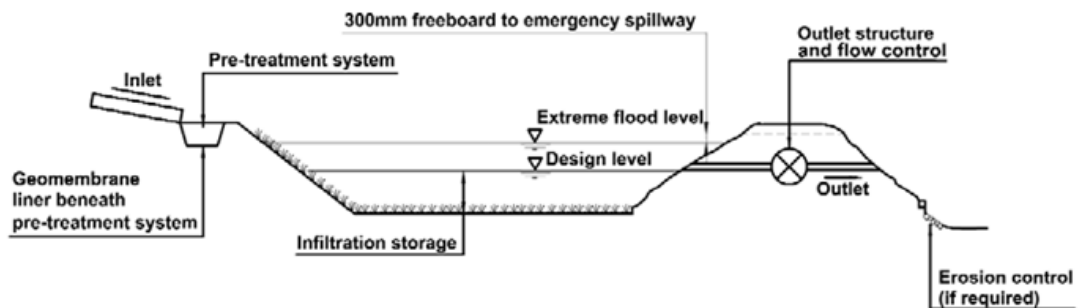 300mm freeboard to emergency spillway
Outlet structure
and flow control
Pre-treatment system
Inlet
Extreme flood level
Design level
Geomembrane
liner beneath
pre-treatment system
Outlet
Infiltration storage
Erosion control
(if required)